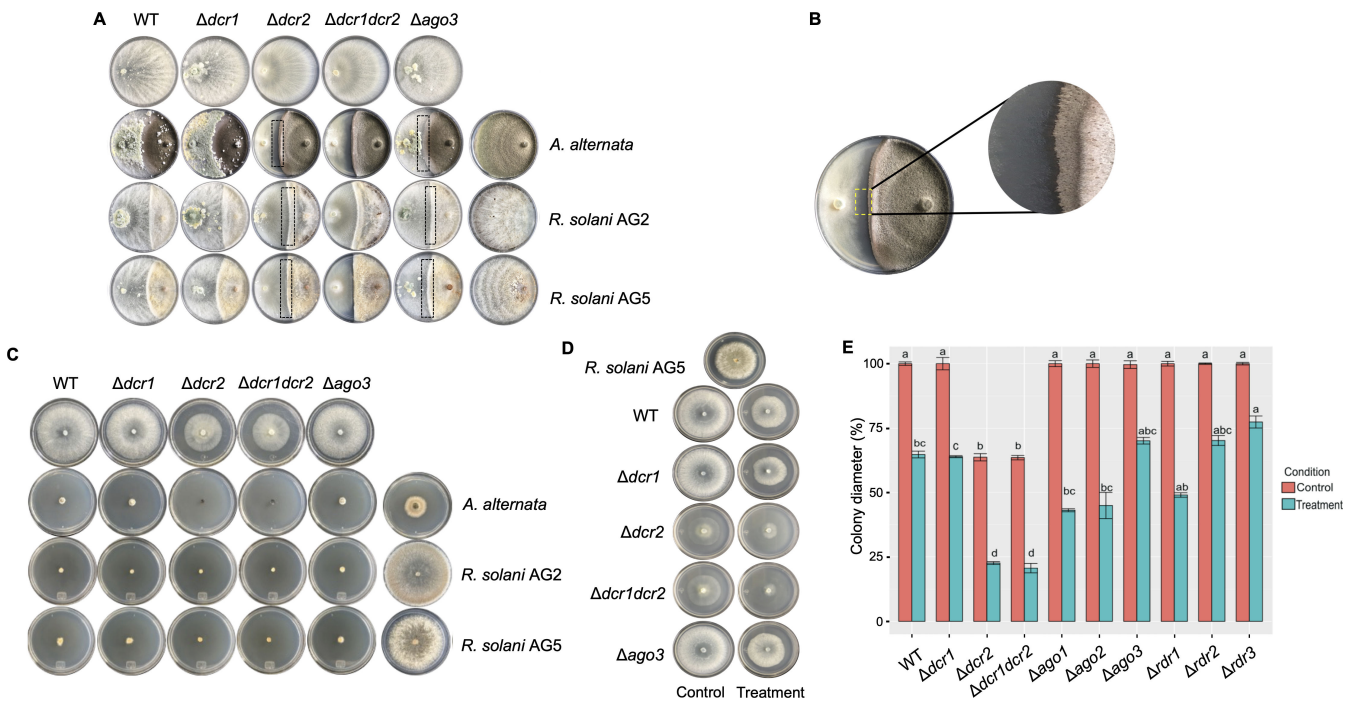 A
WT Δdcr1 Δdcr2 Δdcr1dcr2 Δago3
A. alternata
R. solani AG2
R. solani AG5
B
C
WT Δdcr1 Δdcr2 Δdcr1dcr2 Δago3
A. alternata
R. solani AG2
R. solani AG5
D
R. solani AG5
WT
Δdcr1
Δdcr2
Δdcr1dcr2
Δago3
Control Treatment
E
Colony diameter (%)
100
75
50
25
0
a a a a a a a a
bc c b b bc bc abc ab abc a
d d
WT Δdcr1 Δdcr2 Δdcr1dcr2 Δago1 Δago2 Δago3 Δrdr1 Δrdr2 Δrdr3
Condition
Control
Treatment